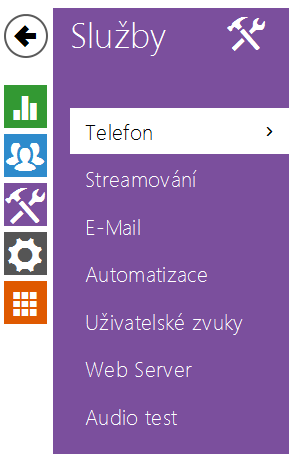 Služby
Telefon
Streamování
E-Mail
Automatizace
Uživatelské zvuky
Web Server
Audio test